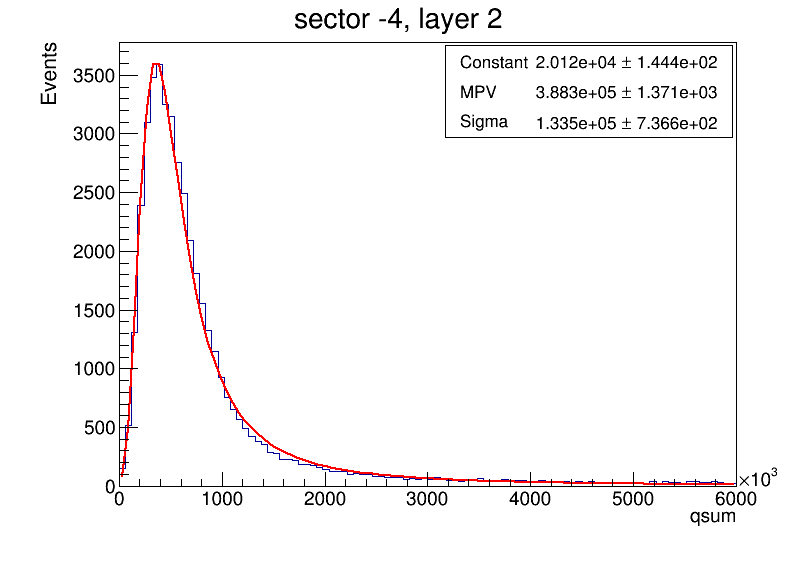 sector -4, layer 2
Events
Constant 2.012e+04 ± 1.444e+02
MPV 3.883e+05 ± 1.371e+03
Sigma 1.335e+05 ± 7.366e+02
3500
3000
2500
2000
1500
1000
500
0
0 1000 2000 3000 4000 5000 6000
×10³
qsum